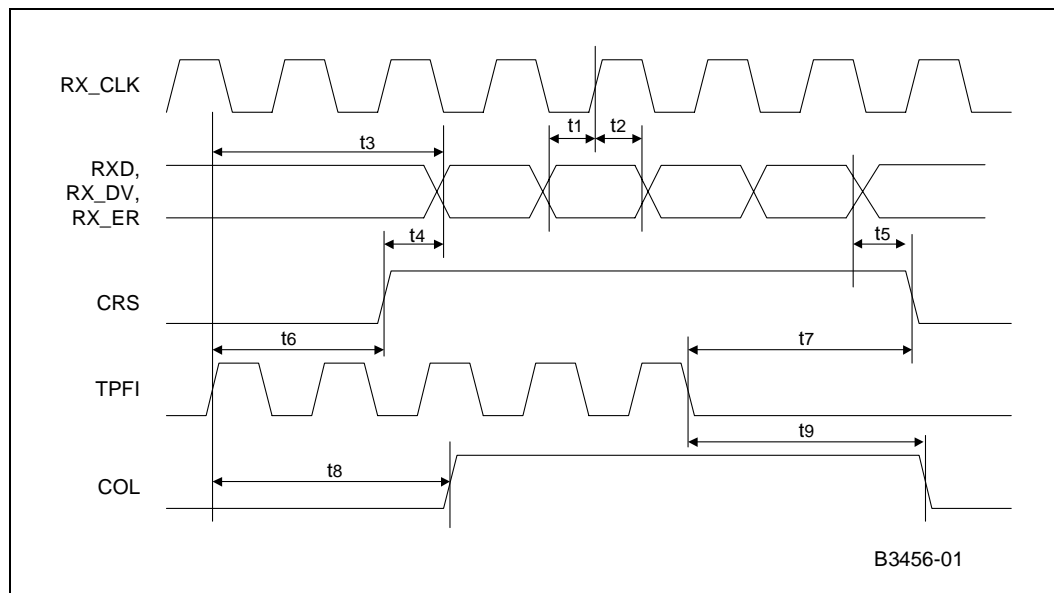 RX_CLK
t1
t2
t3
RXD,
RX_DV,
RX_ER
t4
t5
CRS
t6
t7
TPFI
t9
t8
COL
B3456-01